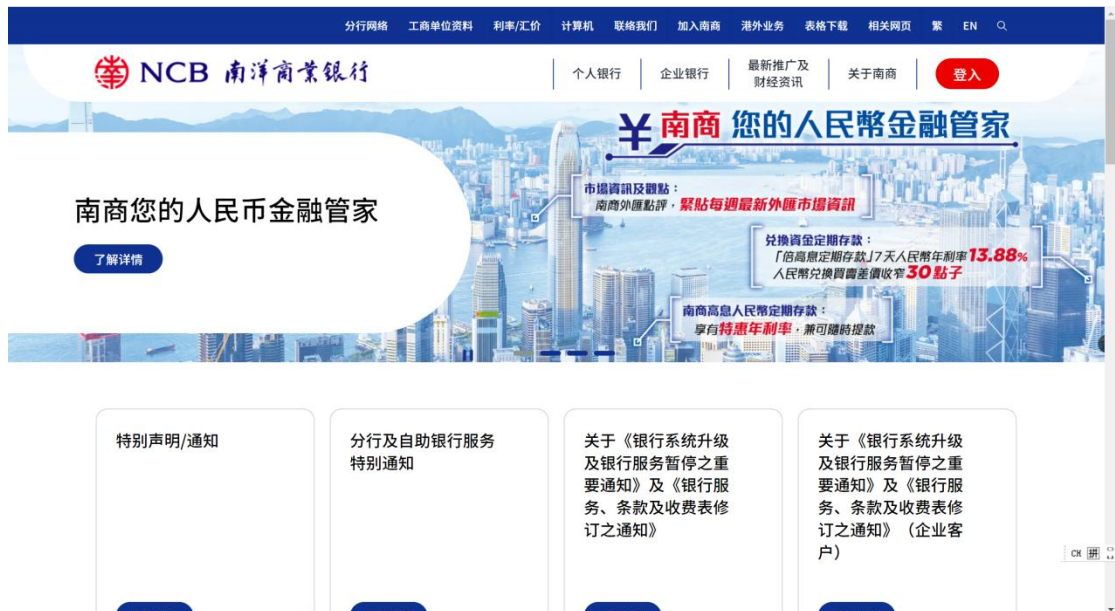 分行网络 工商单位资料 利率/汇价 计算机 联络我们 加入南商 港外业务 表格下载 相关网页 繁 EN
NCB 南洋商業銀行
个人银行 企业银行 最新推广及 关于南商 登入
财经资讯
¥ 南商 您的人民幣金融管家
市場資訊及觀點：
南商外匯點評，緊貼每週最新外匯市場資訊
南商您的人民币金融管家
了解详情
兌換資金定期存款：
「倍高息定期存款」7天人民幣年利率13.88%
人民幣兌換買賣差價收窄30點子
南商高息人民幣定期存款：
享有特惠年利率，兼可隨時提款
特别声明/通知
分行及自助银行服务
特别通知
关于《银行系统升级
及银行服务暂停之重
要通知》及《银行服
务、条款及收费表修
订之通知》
关于《银行系统升级
及银行服务暂停之重
要通知》及《银行服
务、条款及收费表修
订之通知》（企业客
户）
CH 拼